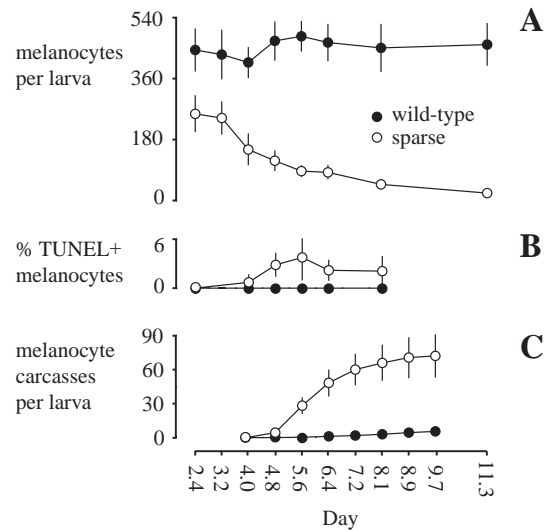 540
A
melanocytes
per larva
360
wild-type
sparse
180
0
% TUNEL+
melanocytes
6
B
0
melanocyte
carcasses
per larva
90
C
60
30
0
2.4 3.2 4.0 4.8 5.6 6.4 7.2 8.1 8.9 9.7 11.3
Day